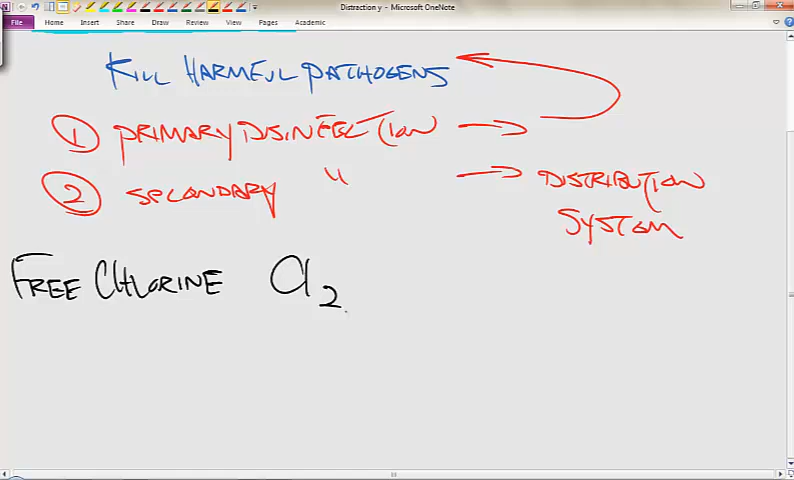 Distraction y - Microsoft OneNote
File Home Insert Share Draw Review View Pages Academic
KILL HARMFUL PATHOGENS
1 PRIMARY DISINFECTION
2 SECONDARY " DISTRIBUTION
SYSTEM
FREE CHLORINE Cl2